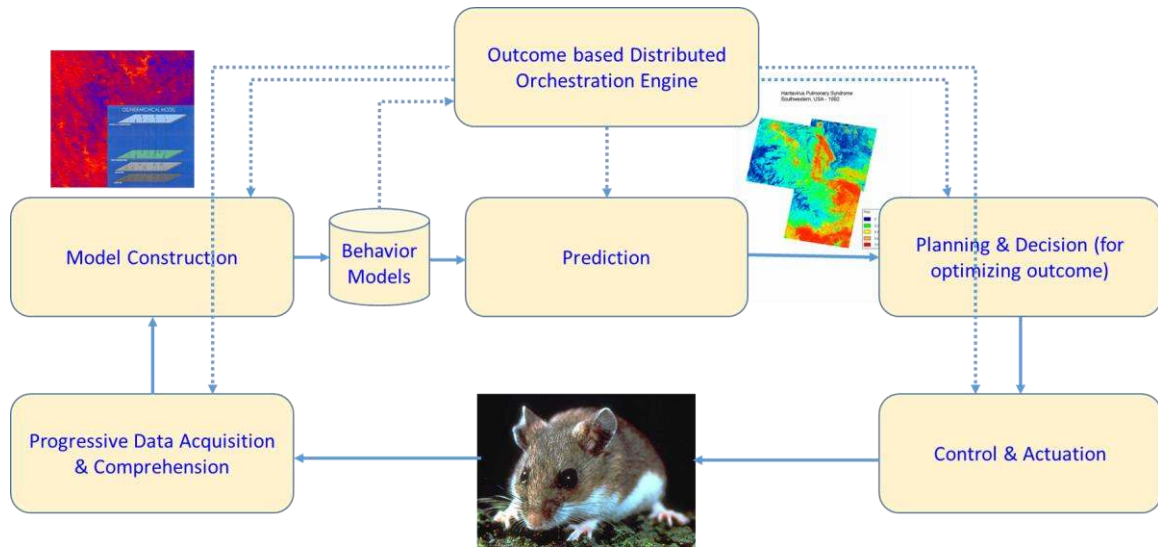 Outcome based Distributed
Orchestration Engine
Hantavirus Pulmonary Syndrome
Southwestern, USA - 1992
Model Construction
Behavior
Models
Prediction
Planning & Decision (for
optimizing outcome)
Progressive Data Acquisition
& Comprehension
Control & Actuation